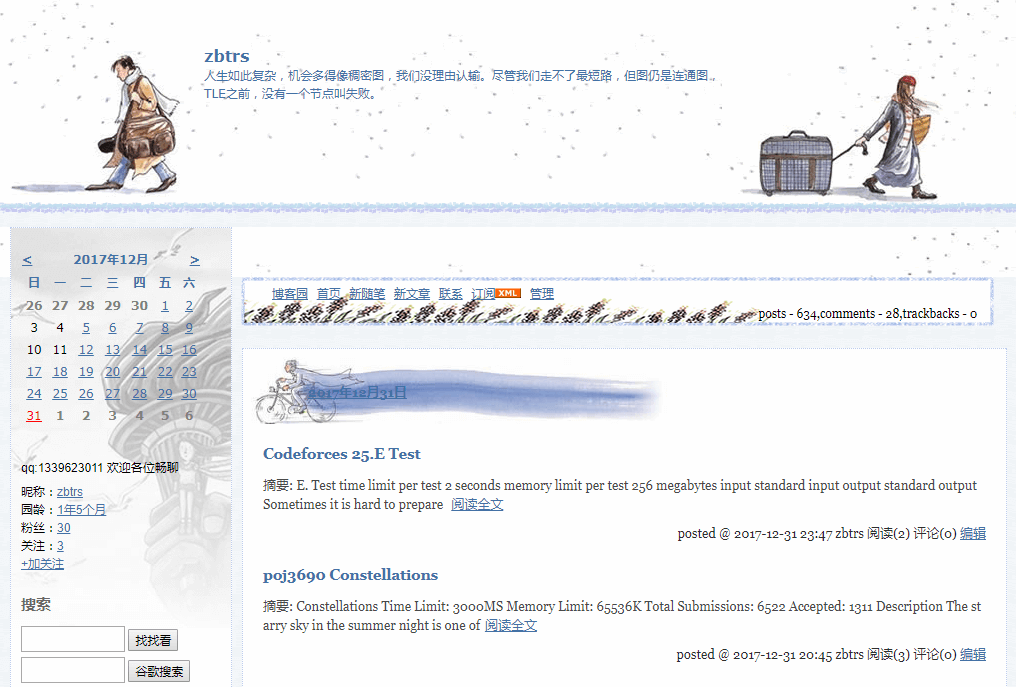 zbtrs
人生如此复杂，机会多得像稠密图，我们没理由认输。尽管我们走不了最短路，但图仍是连通图。
TLE之前，没有一个节点叫失败。
< 2017年12月 >
日 一 二 三 四 五 六
26 27 28 29 30 1 2
3 4 5 6 7 8 9
10 11 12 13 14 15 16
17 18 19 20 21 22 23
24 25 26 27 28 29 30
31 1 2 3 4 5 6
qq:1339623011 欢迎各位畅聊
昵称：zbtrs
园龄：1年5个月
粉丝：30
关注：3
+加关注
搜索
找找看
谷歌搜索
博客园 首页 新随笔 新文章 联系 订阅XML 管理
posts - 634,comments - 28,trackbacks - 0
2017年12月31日
Codeforces 25.E Test
摘要: E. Test time limit per test 2 seconds memory limit per test 256 megabytes input standard input output standard output
Sometimes it is hard to prepare 阅读全文
posted @ 2017-12-31 23:47 zbtrs 阅读(2) 评论(0) 编辑
poj3690 Constellations
摘要: Constellations Time Limit: 3000MS Memory Limit: 65536K Total Submissions: 6522 Accepted: 1311 Description The st
arry sky in the summer night is one of 阅读全文
posted @ 2017-12-31 20:45 zbtrs 阅读(3) 评论(0) 编辑